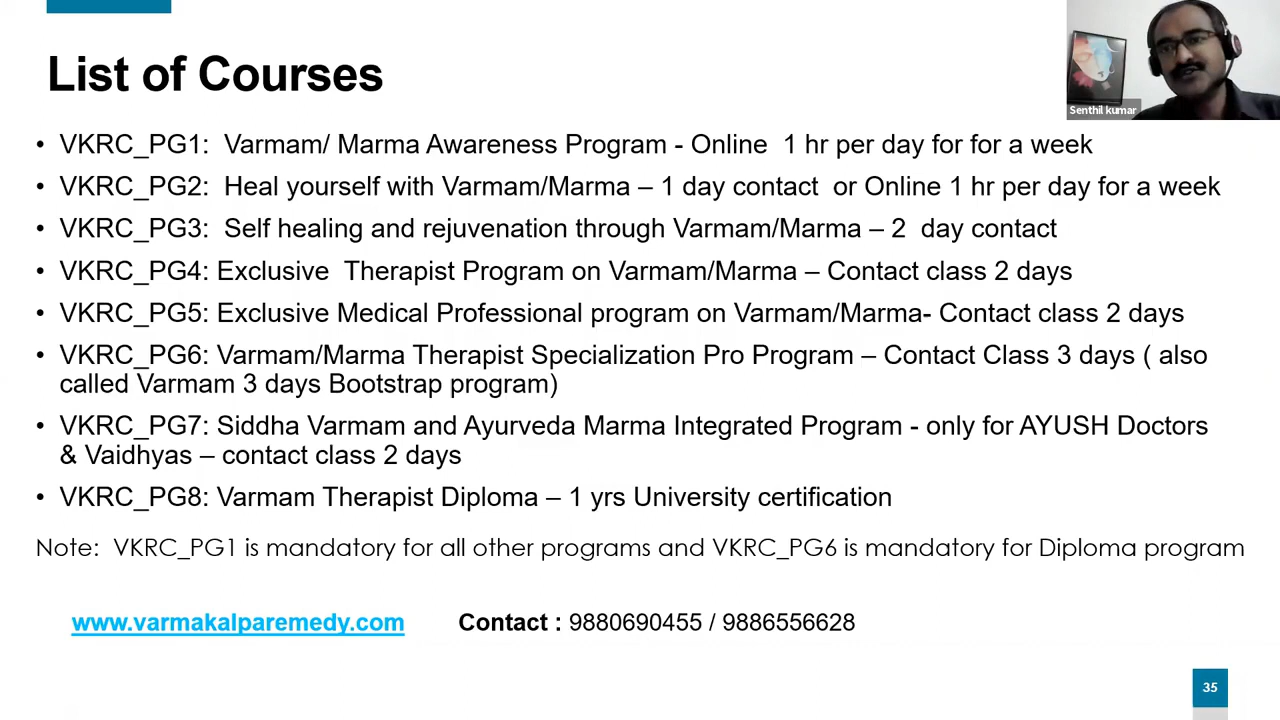 List of Courses
Senthil kumar
• VKRC_PG1: Varmam/ Marma Awareness Program - Online 1 hr per day for for a week
• VKRC_PG2: Heal yourself with Varmam/Marma – 1 day contact or Online 1 hr per day for a week
• VKRC_PG3: Self healing and rejuvenation through Varmam/Marma – 2 day contact
• VKRC_PG4: Exclusive Therapist Program on Varmam/Marma – Contact class 2 days
• VKRC_PG5: Exclusive Medical Professional program on Varmam/Marma- Contact class 2 days
• VKRC_PG6: Varmam/Marma Therapist Specialization Pro Program – Contact Class 3 days ( also
called Varmam 3 days Bootstrap program)
• VKRC_PG7: Siddha Varmam and Ayurveda Marma Integrated Program - only for AYUSH Doctors
& Vaidhyas – contact class 2 days
• VKRC_PG8: Varmam Therapist Diploma – 1 yrs University certification
Note: VKRC_PG1 is mandatory for all other programs and VKRC_PG6 is mandatory for Diploma program
www.varmakalparemedy.com Contact : 9880690455 / 9886556628
35